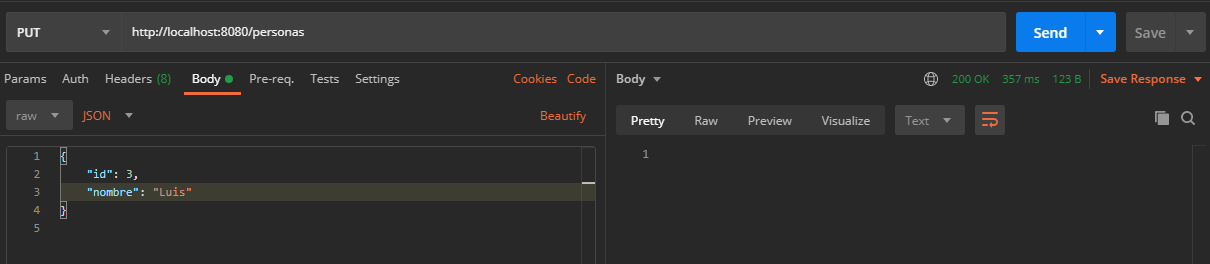 PUT http://localhost:8080/personas Send Save
Params Auth Headers (8) Body Pre-req. Tests Settings Cookies Code
raw JSON Beautify
1 {
2 "id": 3,
3 "nombre": "Luis"
4 }
5
Body 200 OK 357 ms 123 B Save Response
Pretty Raw Preview Visualize Text
1